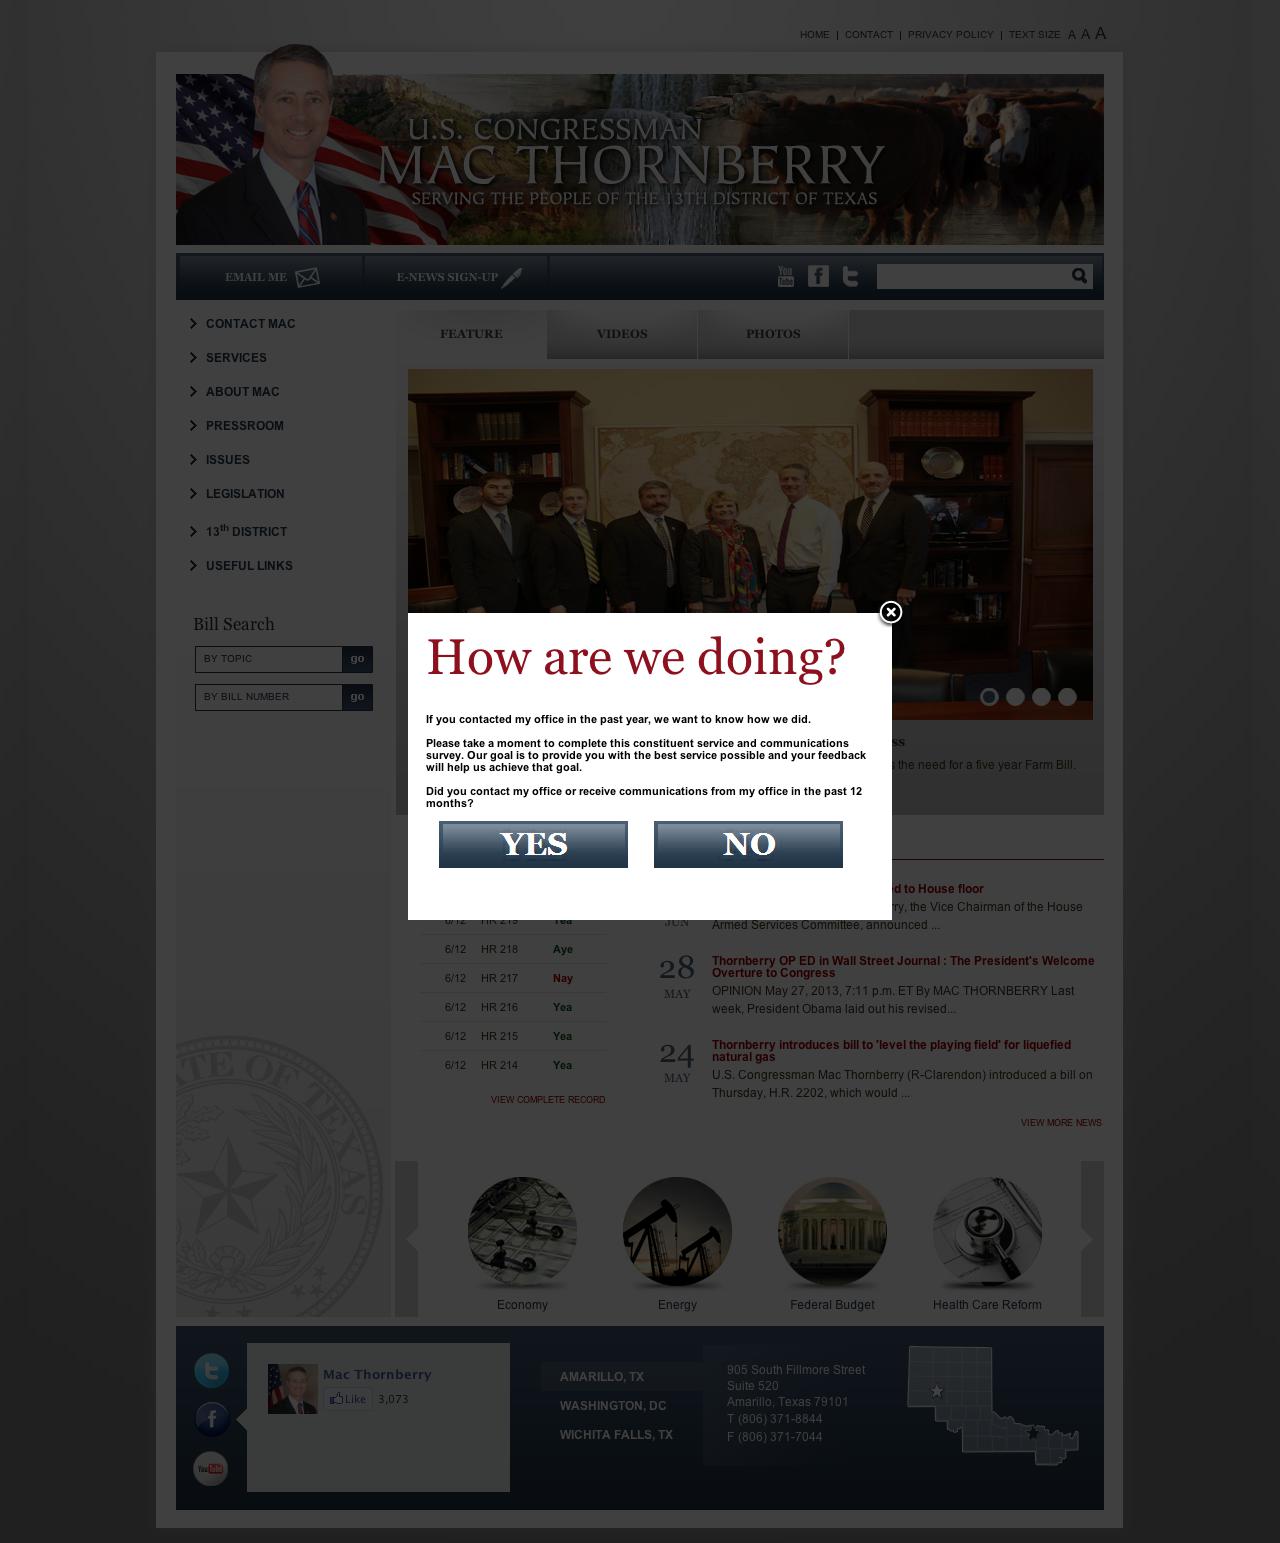 HOME | CONTACT | PRIVACY POLICY | TEXT SIZE A A A
U.S. CONGRESSMAN
MAC THORNBERRY
SERVING THE PEOPLE OF THE 13TH DISTRICT OF TEXAS
EMAIL ME
E-NEWS SIGN-UP
You Tube
CONTACT MAC
SERVICES
ABOUT MAC
PRESSROOM
ISSUES
LEGISLATION
13th DISTRICT
USEFUL LINKS
Bill Search
BY TOPIC go
BY BILL NUMBER go
FEATURE VIDEOS PHOTOS
How are we doing?
If you contacted my office in the past year, we want to know how we did.
Please take a moment to complete this constituent service and communications
survey. Our goal is to provide you with the best service possible and your feedback
will help us achieve that goal.
Did you contact my office or receive communications from my office in the past 12
months?
YES NO
the need for a five year Farm Bill.
6/12 HR 219 Yea
6/12 HR 218 Aye
6/12 HR 217 Nay
6/12 HR 216 Yea
6/12 HR 215 Yea
6/12 HR 214 Yea
VIEW COMPLETE RECORD
to House floor
JUN
the Vice Chairman of the House
Armed Services Committee, announced ...
28
MAY
Thornberry OP ED in Wall Street Journal : The President's Welcome
Overture to Congress
OPINION May 27, 2013, 7:11 p.m. ET By MAC THORNBERRY Last
week, President Obama laid out his revised...
24
MAY
Thornberry introduces bill to 'level the playing field' for liquefied
natural gas
U.S. Congressman Mac Thornberry (R-Clarendon) introduced a bill on
Thursday, H.R. 2202, which would ...
VIEW MORE NEWS
OF TEXAS
Economy
Energy
Federal Budget
Health Care Reform
Mac Thornberry
Like 3,073
You Tube
AMARILLO, TX
WASHINGTON, DC
WICHITA FALLS, TX
905 South Fillmore Street
Suite 520
Amarillo, Texas 79101
T (806) 371-8844
F (806) 371-7044